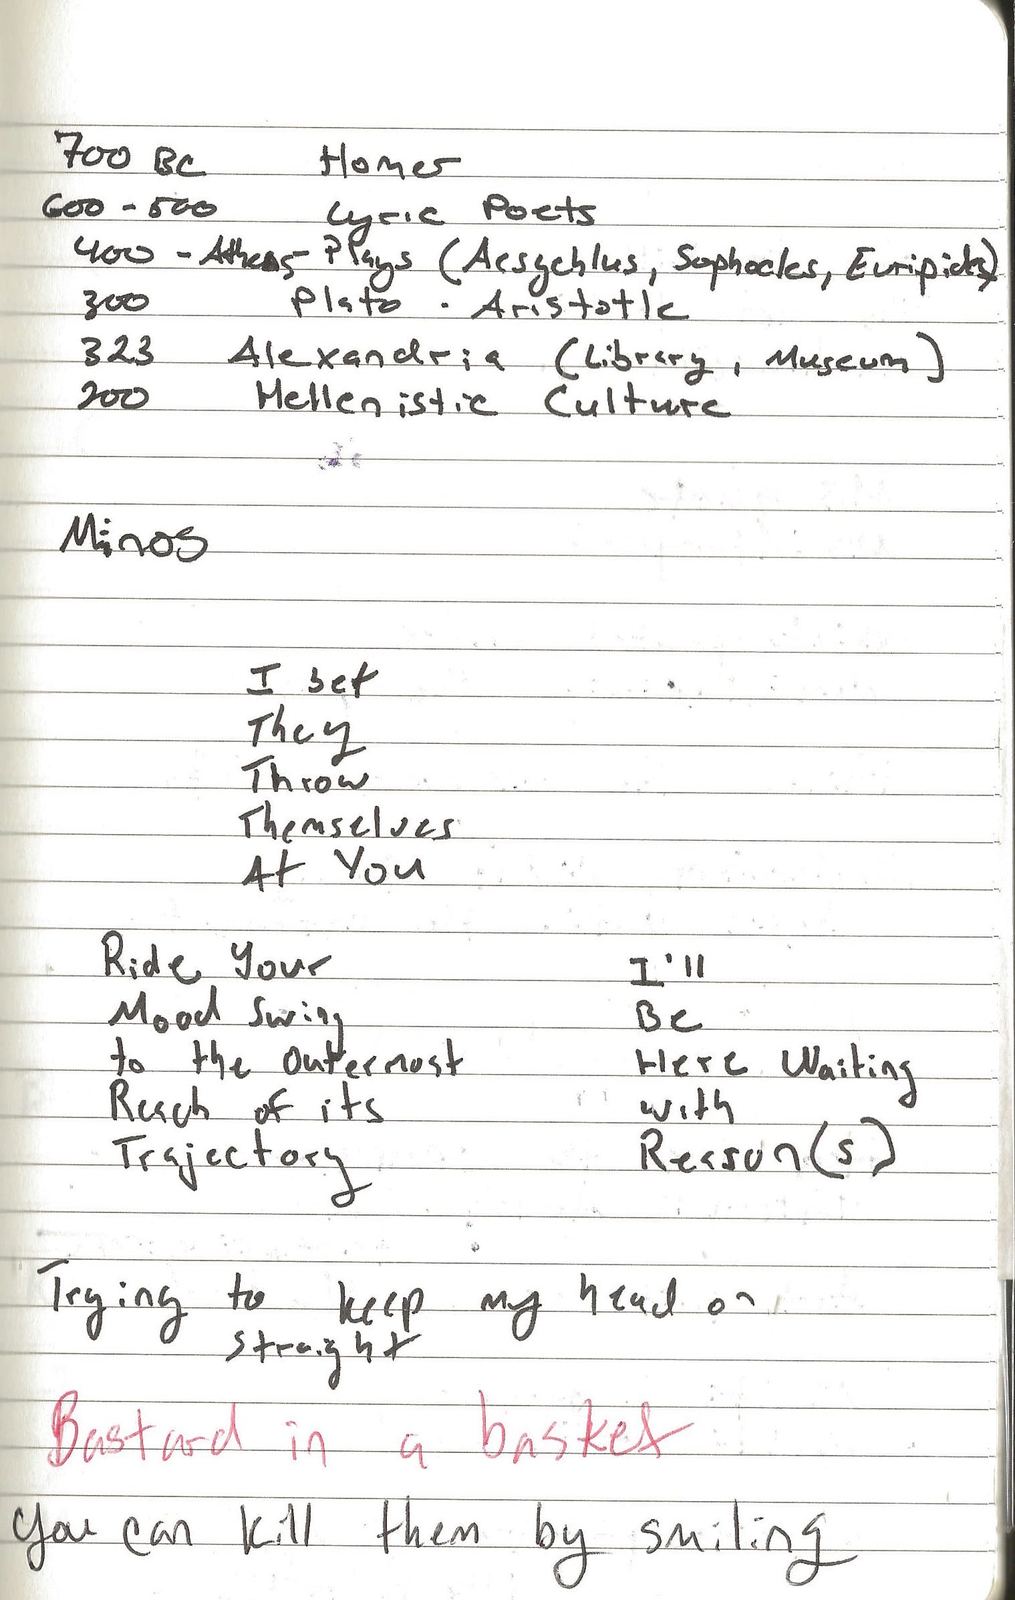 700 BC Homer
600 - 500 Lyric Poets
400 - Athens - Plays (Aesychlus, Sophocles, Euripides)
300 Plato - Aristotle
323 Alexandria (Library, Museum)
200 Hellenistic Culture
Minos
I bet
They
Throw
Themselves
At You
Ride Your
Mood Swing
to the outermost
Reach of its
Trajectory
I'll
Be
Here Waiting
with
Reason(s)
Trying to keep my head on
straight
Bastard in a basket
You can kill them by smiling